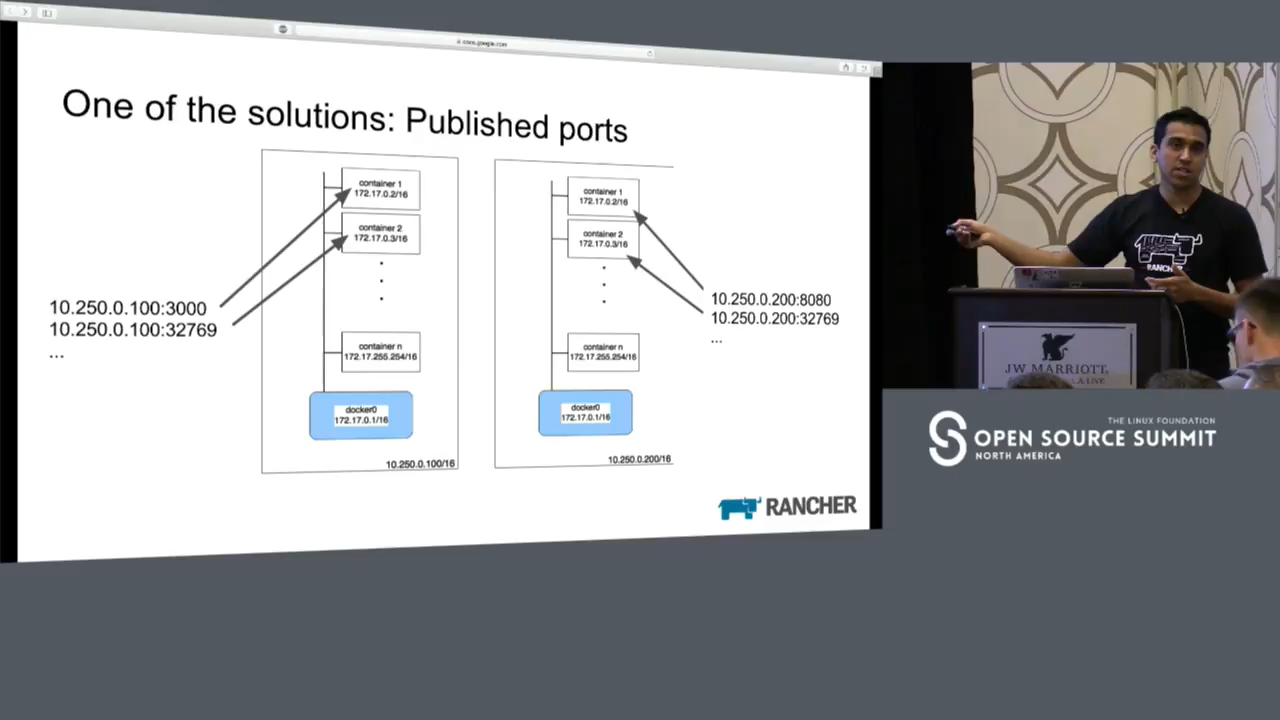 docs.google.com
One of the solutions: Published ports
container 1
172.17.0.2/16
container 2
172.17.0.3/16
container n
172.17.255.254/16
docker0
172.17.0.1/16
10.250.0.100/16
10.250.0.100:3000
10.250.0.100:32769
...
container 1
172.17.0.2/16
container 2
172.17.0.3/16
container n
172.17.255.254/16
docker0
172.17.0.1/16
10.250.0.200/16
10.250.0.200:8080
10.250.0.200:32769
...
RANCHER
RANCHER
JW MARRIOTT
L.A. LIVE
THE LINUX FOUNDATION
OPEN SOURCE SUMMIT
NORTH AMERICA